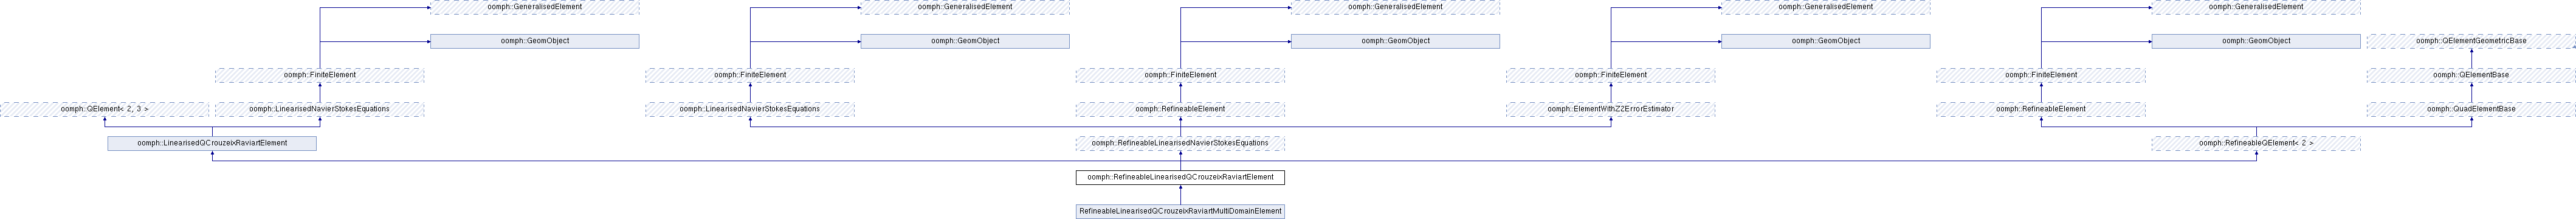 oomph::GeneralisedElement oomph::GeneralisedElement oomph::GeneralisedElement oomph::GeneralisedElement oomph::GeneralisedElement
oomph::GeomObject oomph::GeomObject oomph::GeomObject oomph::GeomObject oomph::GeomObject oomph::QElementGeometricBase
oomph::FiniteElement oomph::FiniteElement oomph::FiniteElement oomph::FiniteElement oomph::FiniteElement oomph::QElementBase
oomph::QElement< 2, 3 > oomph::LinearisedNavierStokesEquations oomph::LinearisedNavierStokesEquations oomph::RefineableElement oomph::ElementWithZ2ErrorEstimator oomph::RefineableElement oomph::QuadElementBase
oomph::LinearisedQCrouzeixRaviartElement oomph::RefineableLinearisedNavierStokesEquations oomph::RefineableQElement< 2 >
oomph::RefineableLinearisedQCrouzeixRaviartElement
RefineableLinearisedQCrouzeixRaviartMultiDomainElement